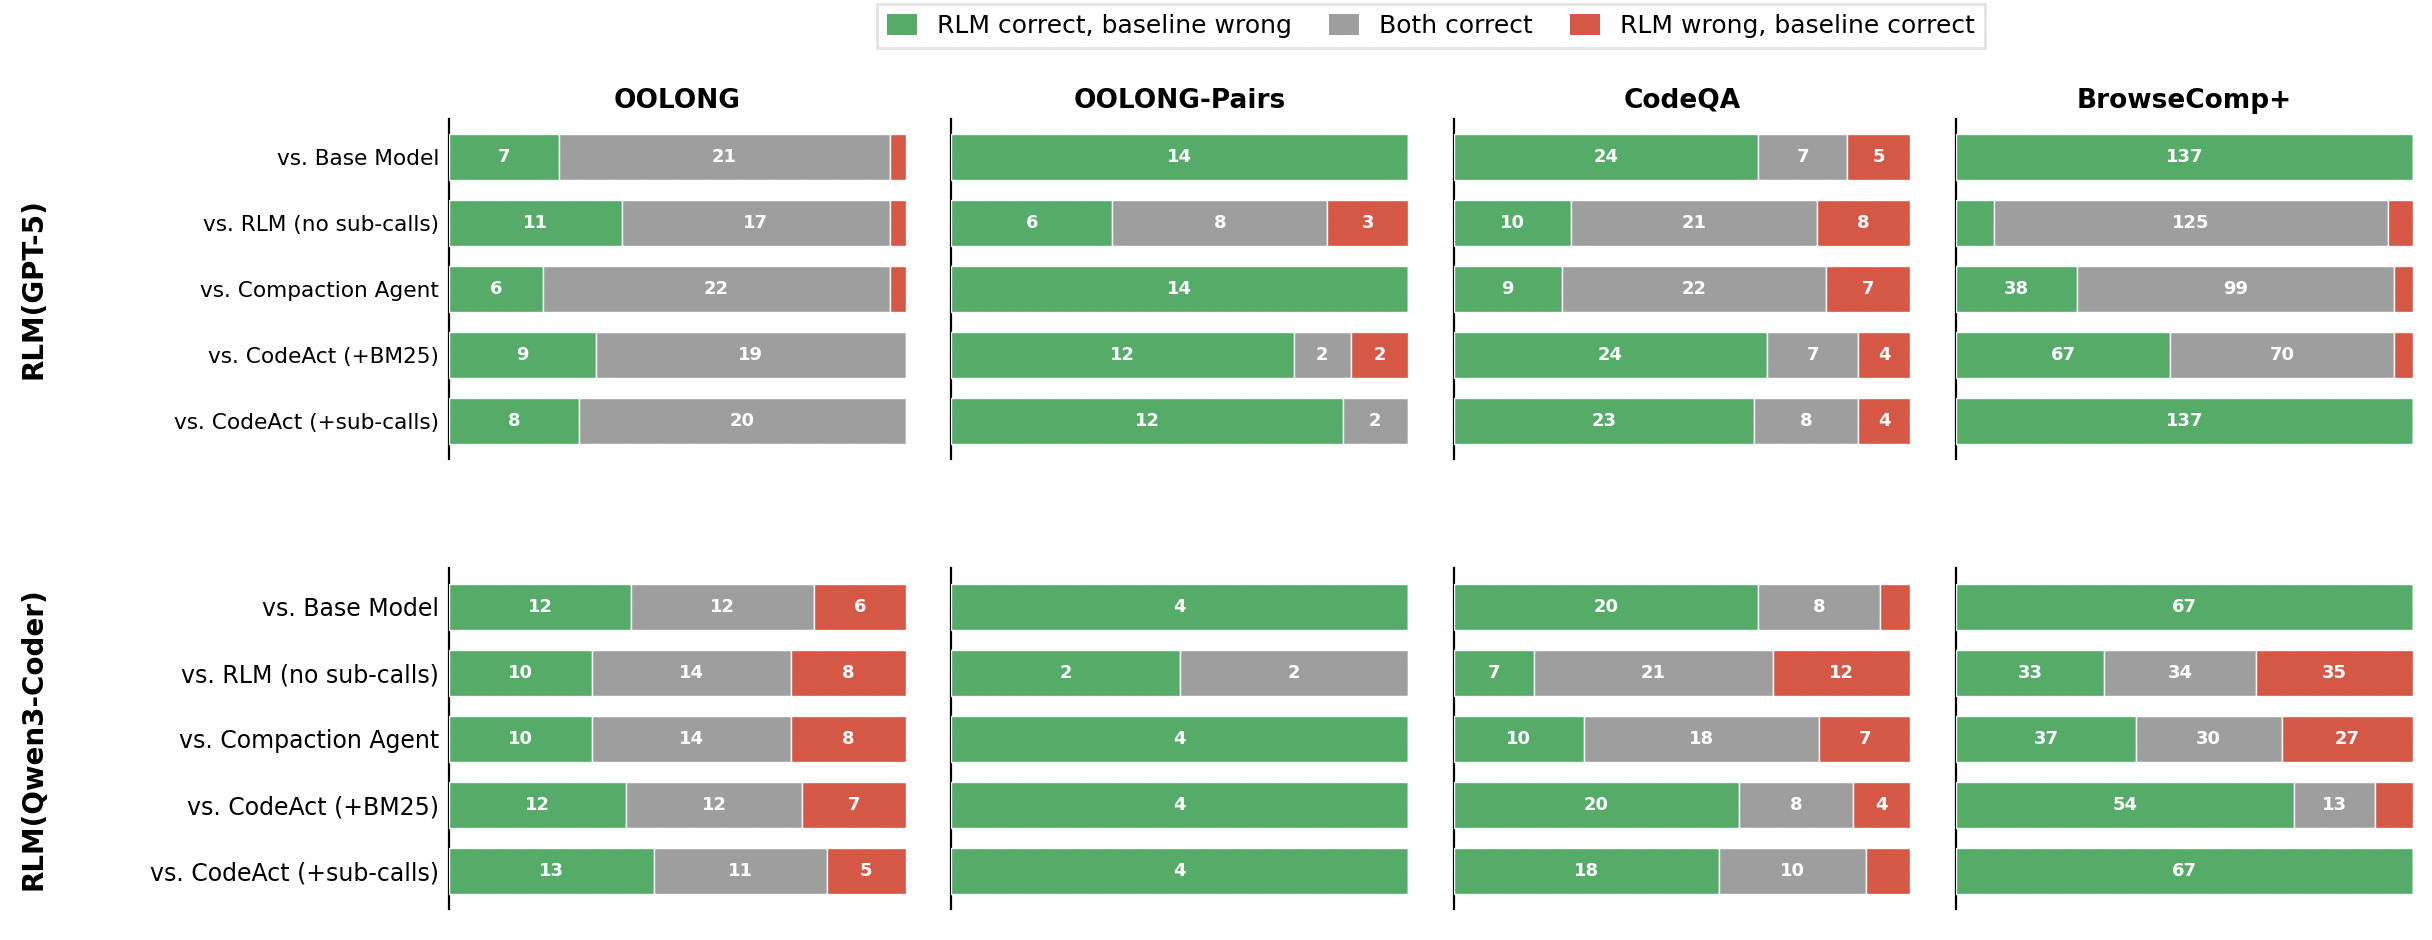 RLM correct, baseline wrong Both correct RLM wrong, baseline correct
OOLONG OOLONG-Pairs CodeQA BrowseComp+
RLM(GPT-5)
vs. Base Model 7 21 14 24 7 5 137
vs. RLM (no sub-calls) 11 17 6 8 3 10 21 8 125
vs. Compaction Agent 6 22 14 9 22 7 38 99
vs. CodeAct (+BM25) 9 19 12 2 2 24 7 4 67 70
vs. CodeAct (+sub-calls) 8 20 12 2 23 8 4 137
RLM(Qwen3-Coder)
vs. Base Model 12 12 6 4 20 8 67
vs. RLM (no sub-calls) 10 14 8 2 2 7 21 12 33 34 35
vs. Compaction Agent 10 14 8 4 10 18 7 37 30 27
vs. CodeAct (+BM25) 12 12 7 4 20 8 4 54 13
vs. CodeAct (+sub-calls) 13 11 5 4 18 10 67